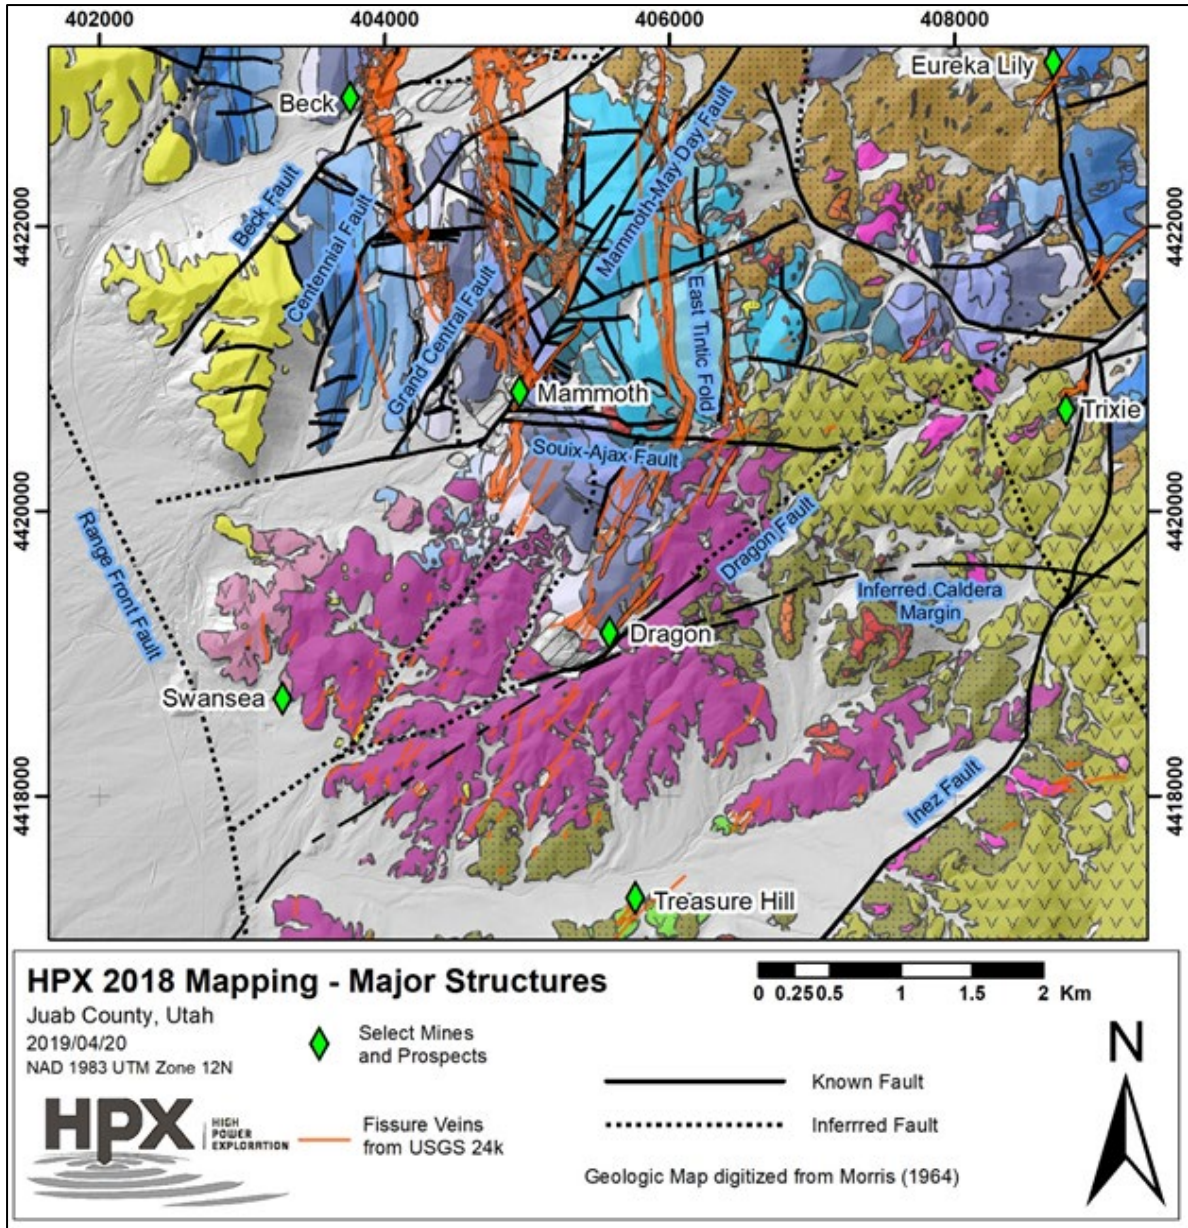 402000
404000
406000
408000
4422000
4420000
4418000
4422000
4420000
4418000
Eureka Lily
Beck
Beck Fault
Centennial Fault
Grand Central Fault
Mammoth-May Day Fault
East Tintic Fold
Mammoth
Trixie
Souix-Ajax Fault
Range Front Fault
Dragon Fault
Inferred Caldera
Margin
Dragon
Swansea
Inez Fault
Treasure Hill
HPX 2018 Mapping - Major Structures
Juab County, Utah
2019/04/20
NAD 1983 UTM Zone 12N
Select Mines
and Prospects
0 0.25 0.5 1 1.5 2 Km
N
Known Fault
Inferrred Fault
HPX
HIGH
POWER
EXPLORATION
Fissure Veins
from USGS 24k
Geologic Map digitized from Morris (1964)